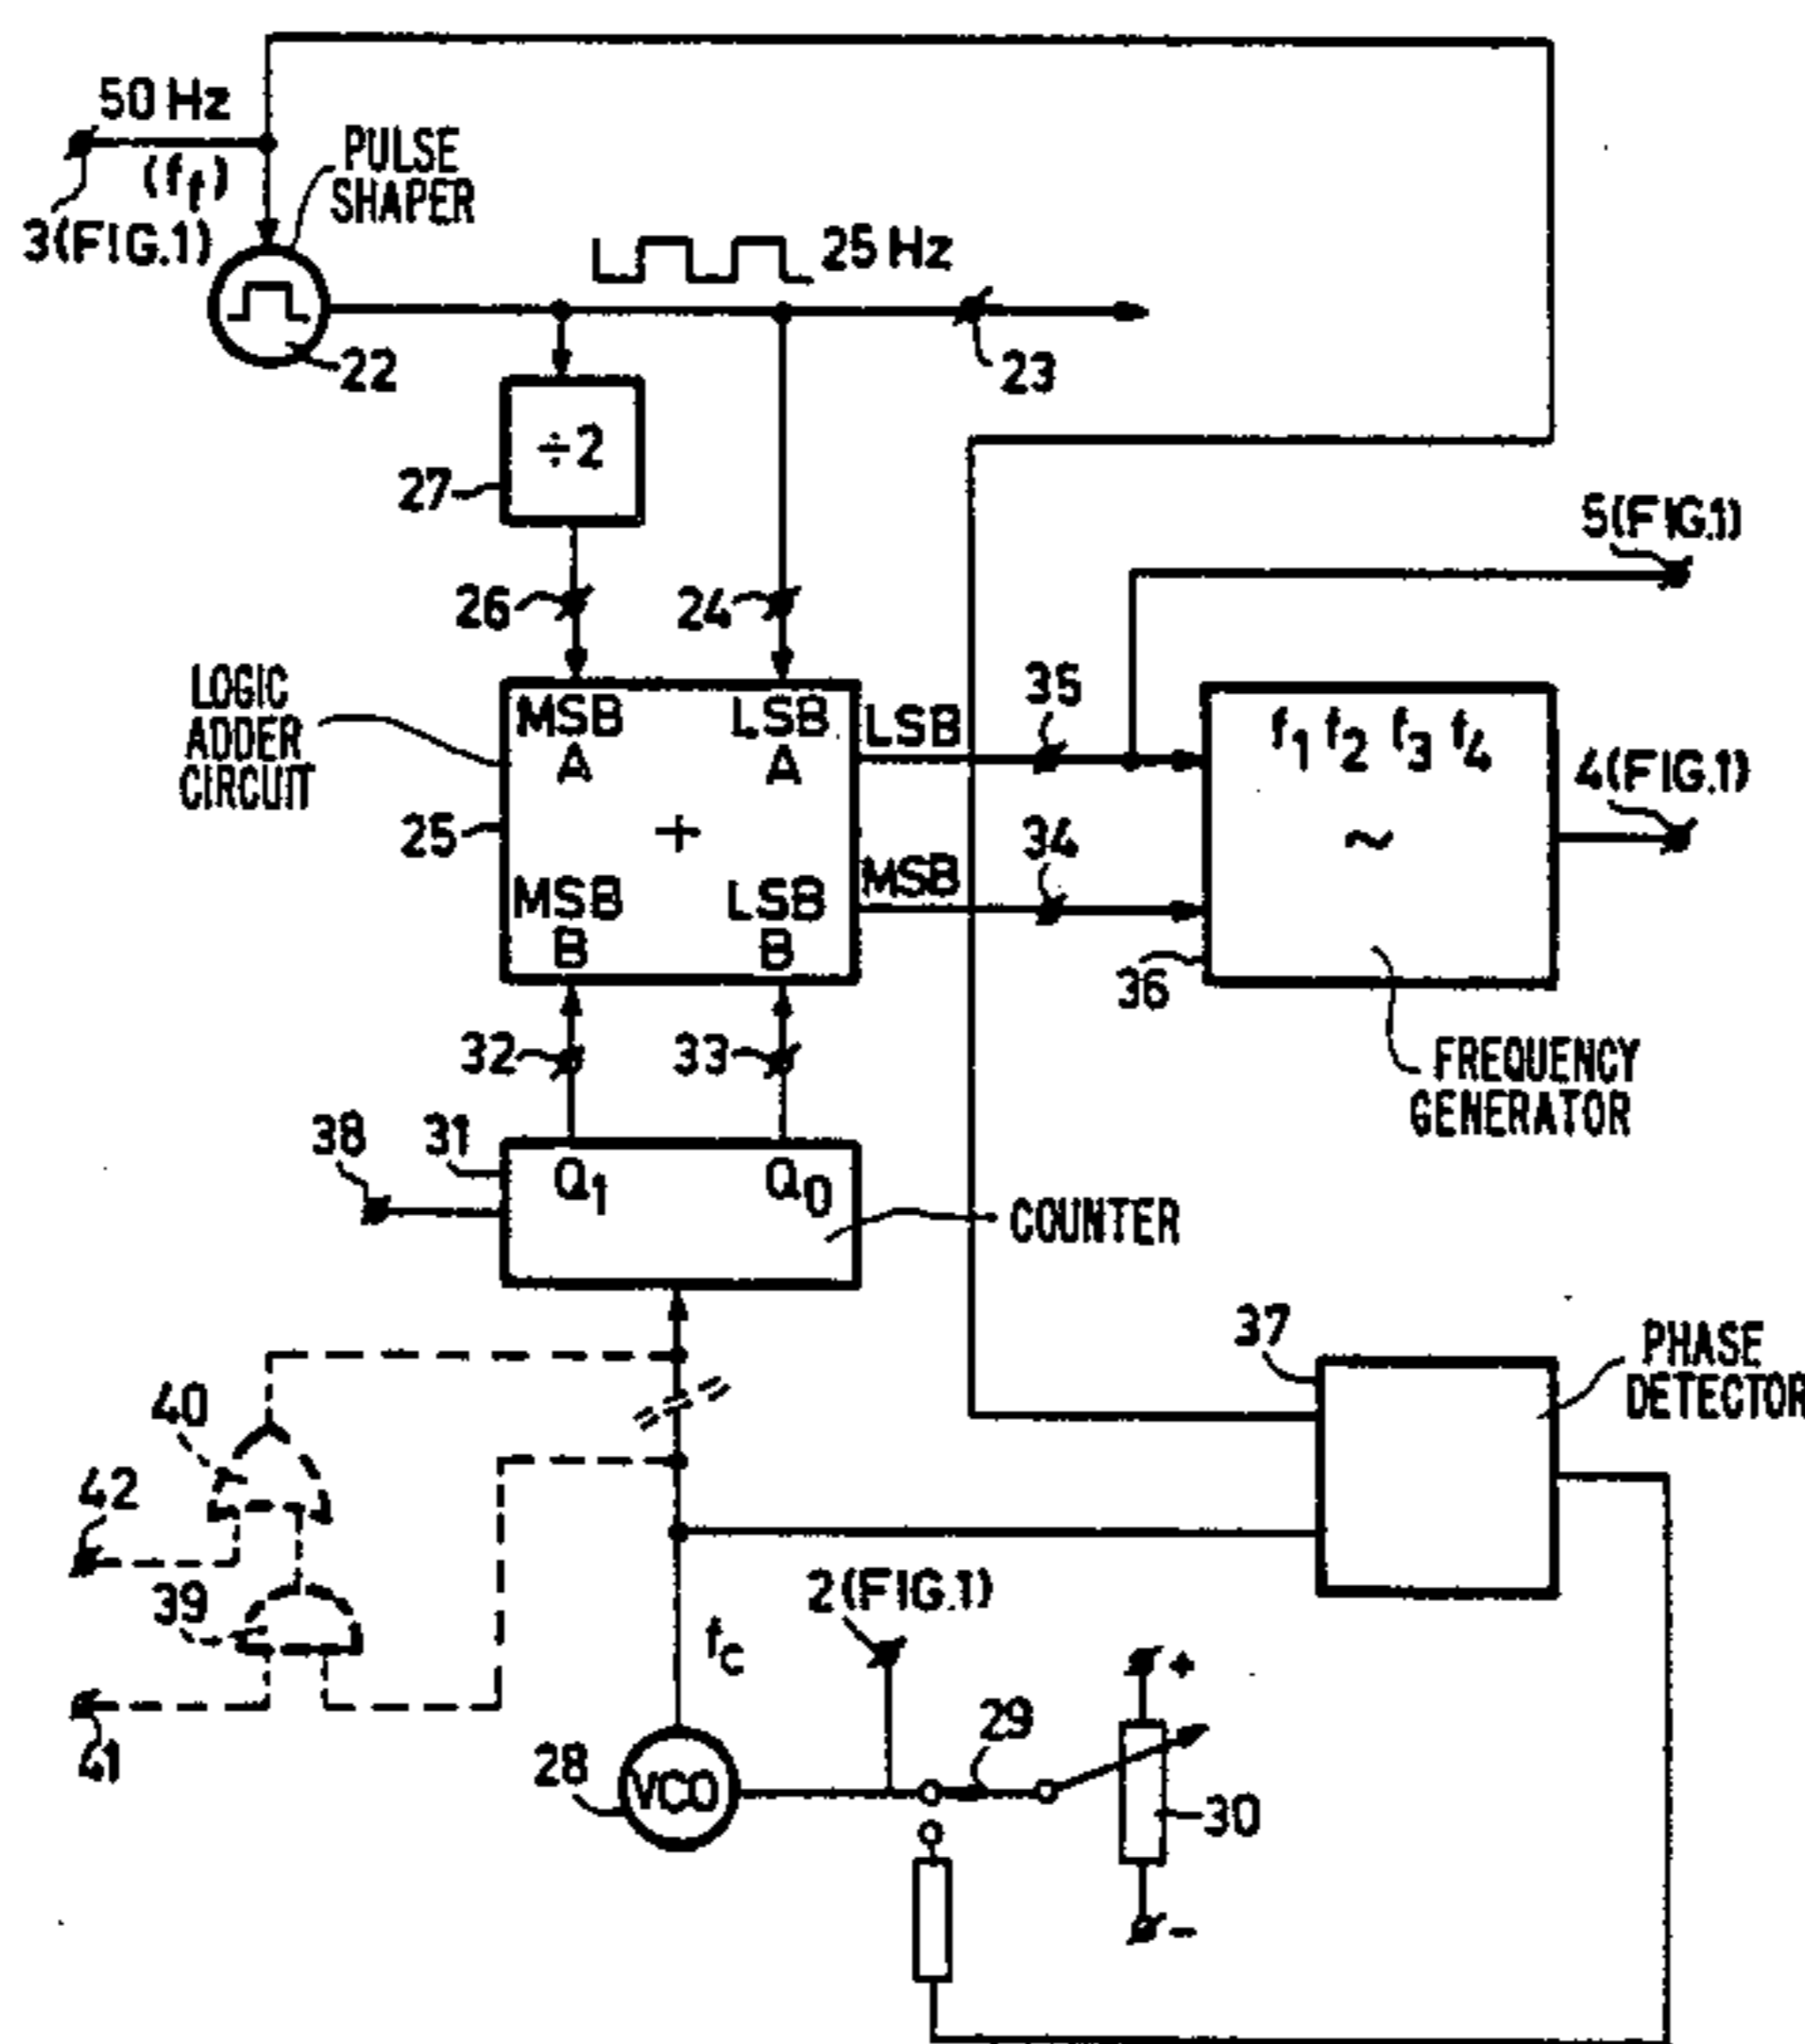 50 Hz
(ff)
3(FIG.1)
PULSE
SHAPER
22
25 Hz
23
÷2
27
26
24
5(FIG.1)
LOGIC
ADDER
CIRCUIT
25
MSB
A
LSB
A
+
MSB
B
LSB
B
LSB
35
MSB
34
f1 f2 f3 f4
~
4(FIG.1)
36
FREQUENCY
GENERATOR
32
33
38
31
Q1
Q0
COUNTER
37
PHASE
DETECTOR
40
42
39
41
fc
2(FIG.1)
28
VCO
29
+
30
-